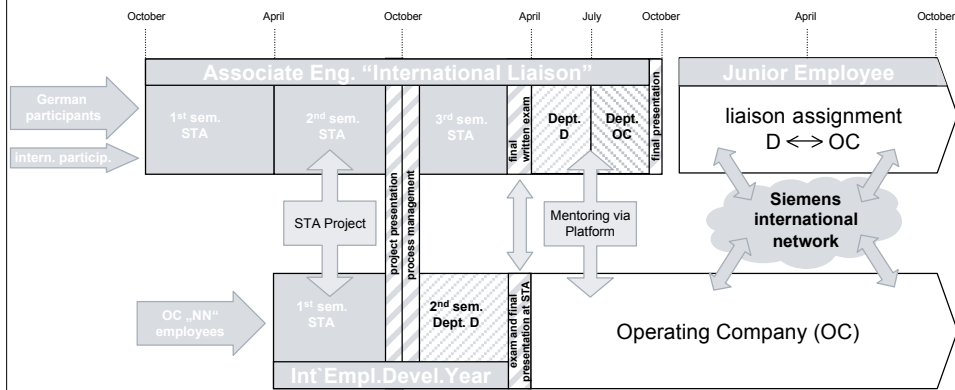 October
April
October
April
July
October
April
October
Associate Eng. “International Liaison”
Junior Employee
German
participants
intern. particip.
1st sem.
STA
2nd sem.
STA
3rd sem.
STA
final
written exam
Dept.
D
Dept.
OC
final presentation
liaison assignment
D <--> OC
STA Project
project presentation
process management
Mentoring via
Platform
Siemens
international
network
OC „NN“
employees
1st sem.
STA
2nd sem.
Dept. D
exam and final
presentation at STA
Operating Company (OC)
Int`Empl.Devel.Year